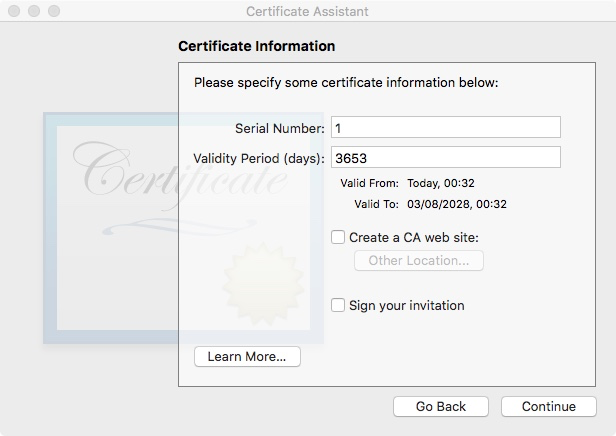 Certificate Assistant
Certificate Information
Please specify some certificate information below:
Certificate
Serial Number: 1
Validity Period (days): 3653
Valid From: Today, 00:32
Valid To: 03/08/2028, 00:32
Create a CA web site:
Other Location...
Sign your invitation
Learn More...
Go Back Continue